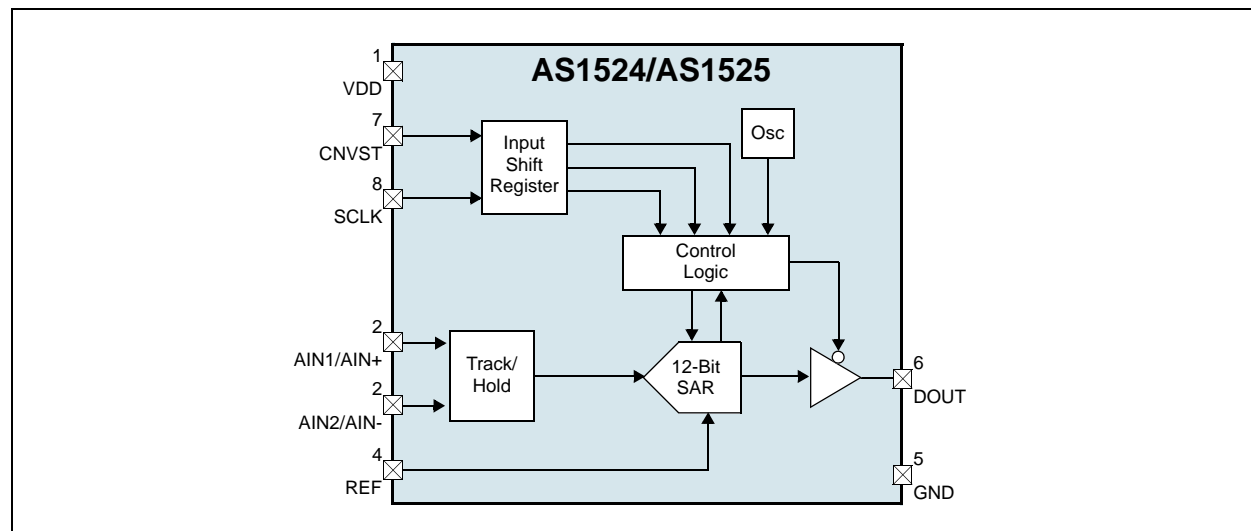 AS1524/AS1525
1
VDD
7
CNVST
8
SCLK
Input
Shift
Register
Osc
Control
Logic
2
AIN1/AIN+
2
AIN2/AIN-
Track/
Hold
12-Bit
SAR
6
DOUT
4
REF
5
GND